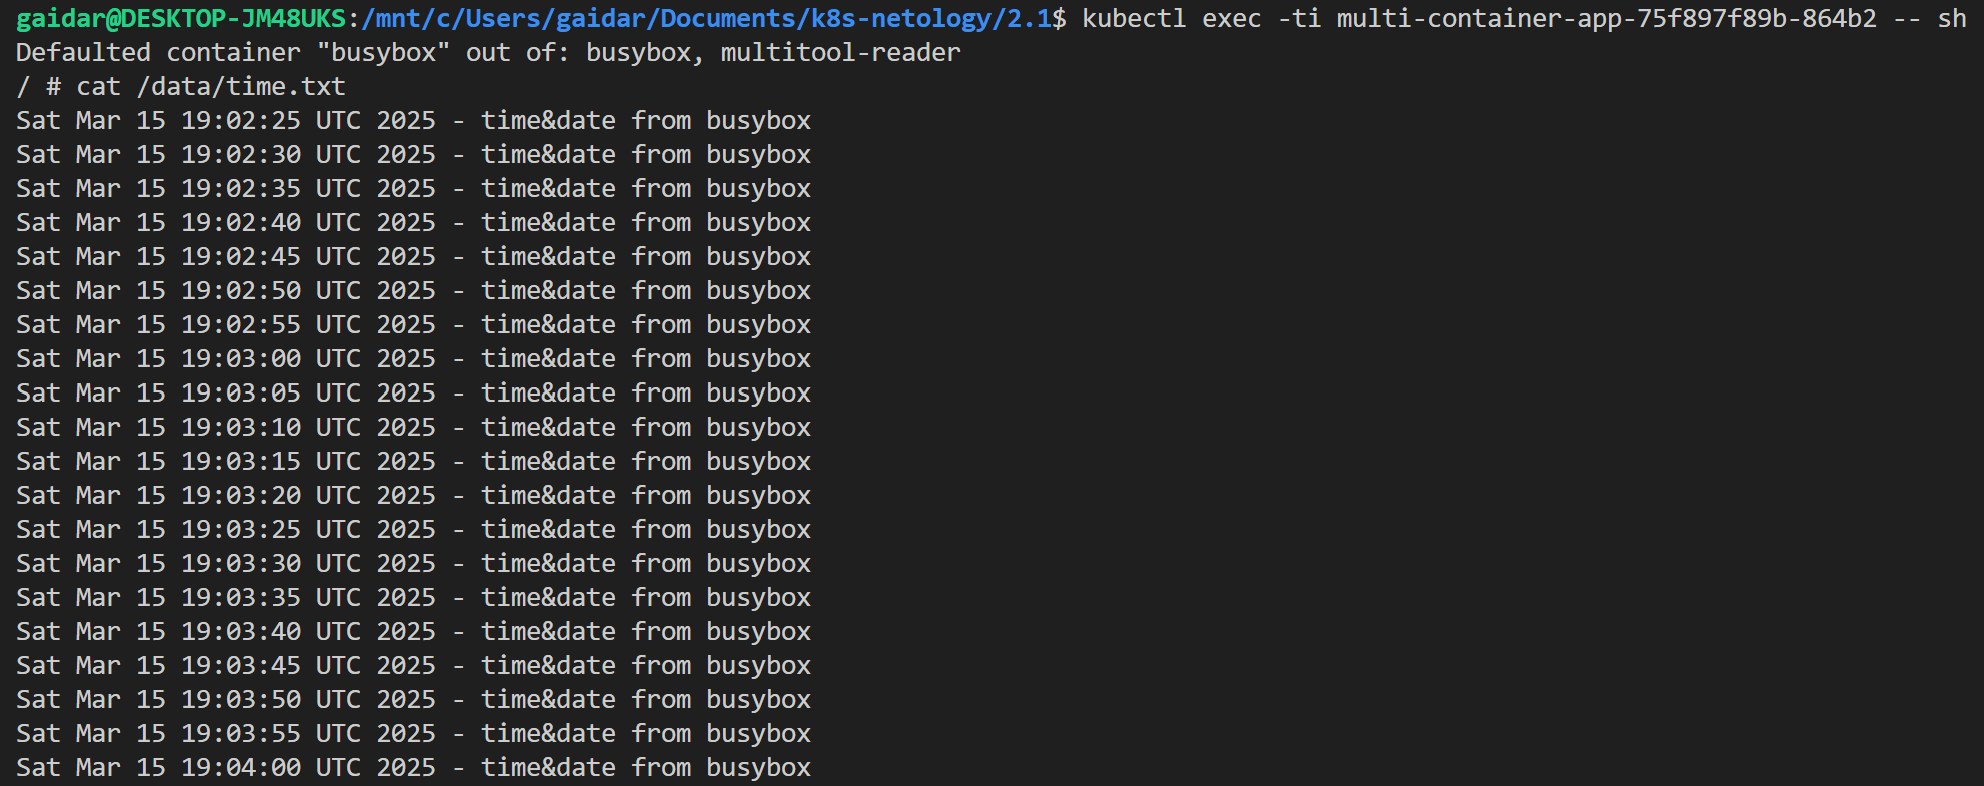 gaidar@DESKTOP-JM48UKS:/mnt/c/Users/gaidar/Documents/k8s-netology/2.1$ kubectl exec -ti multi-container-app-75f897f89b-864b2 -- sh
Defaulted container "busybox" out of: busybox, multitool-reader
/ # cat /data/time.txt
Sat Mar 15 19:02:25 UTC 2025 - time&date from busybox
Sat Mar 15 19:02:30 UTC 2025 - time&date from busybox
Sat Mar 15 19:02:35 UTC 2025 - time&date from busybox
Sat Mar 15 19:02:40 UTC 2025 - time&date from busybox
Sat Mar 15 19:02:45 UTC 2025 - time&date from busybox
Sat Mar 15 19:02:50 UTC 2025 - time&date from busybox
Sat Mar 15 19:02:55 UTC 2025 - time&date from busybox
Sat Mar 15 19:03:00 UTC 2025 - time&date from busybox
Sat Mar 15 19:03:05 UTC 2025 - time&date from busybox
Sat Mar 15 19:03:10 UTC 2025 - time&date from busybox
Sat Mar 15 19:03:15 UTC 2025 - time&date from busybox
Sat Mar 15 19:03:20 UTC 2025 - time&date from busybox
Sat Mar 15 19:03:25 UTC 2025 - time&date from busybox
Sat Mar 15 19:03:30 UTC 2025 - time&date from busybox
Sat Mar 15 19:03:35 UTC 2025 - time&date from busybox
Sat Mar 15 19:03:40 UTC 2025 - time&date from busybox
Sat Mar 15 19:03:45 UTC 2025 - time&date from busybox
Sat Mar 15 19:03:50 UTC 2025 - time&date from busybox
Sat Mar 15 19:03:55 UTC 2025 - time&date from busybox
Sat Mar 15 19:04:00 UTC 2025 - time&date from busybox